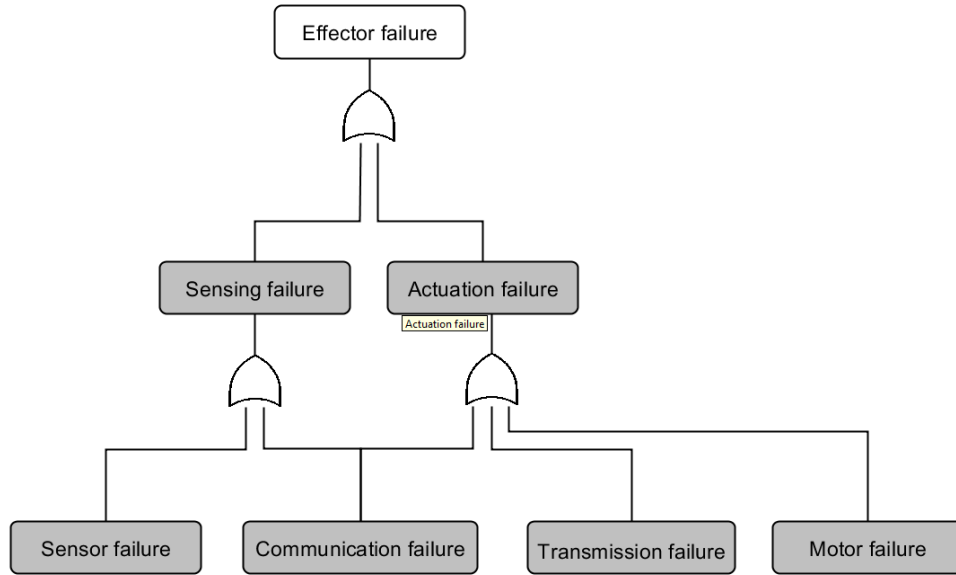 Effector failure
Sensing failure
Actuation failure
Actuation failure
Sensor failure
Communication failure
Transmission failure
Motor failure